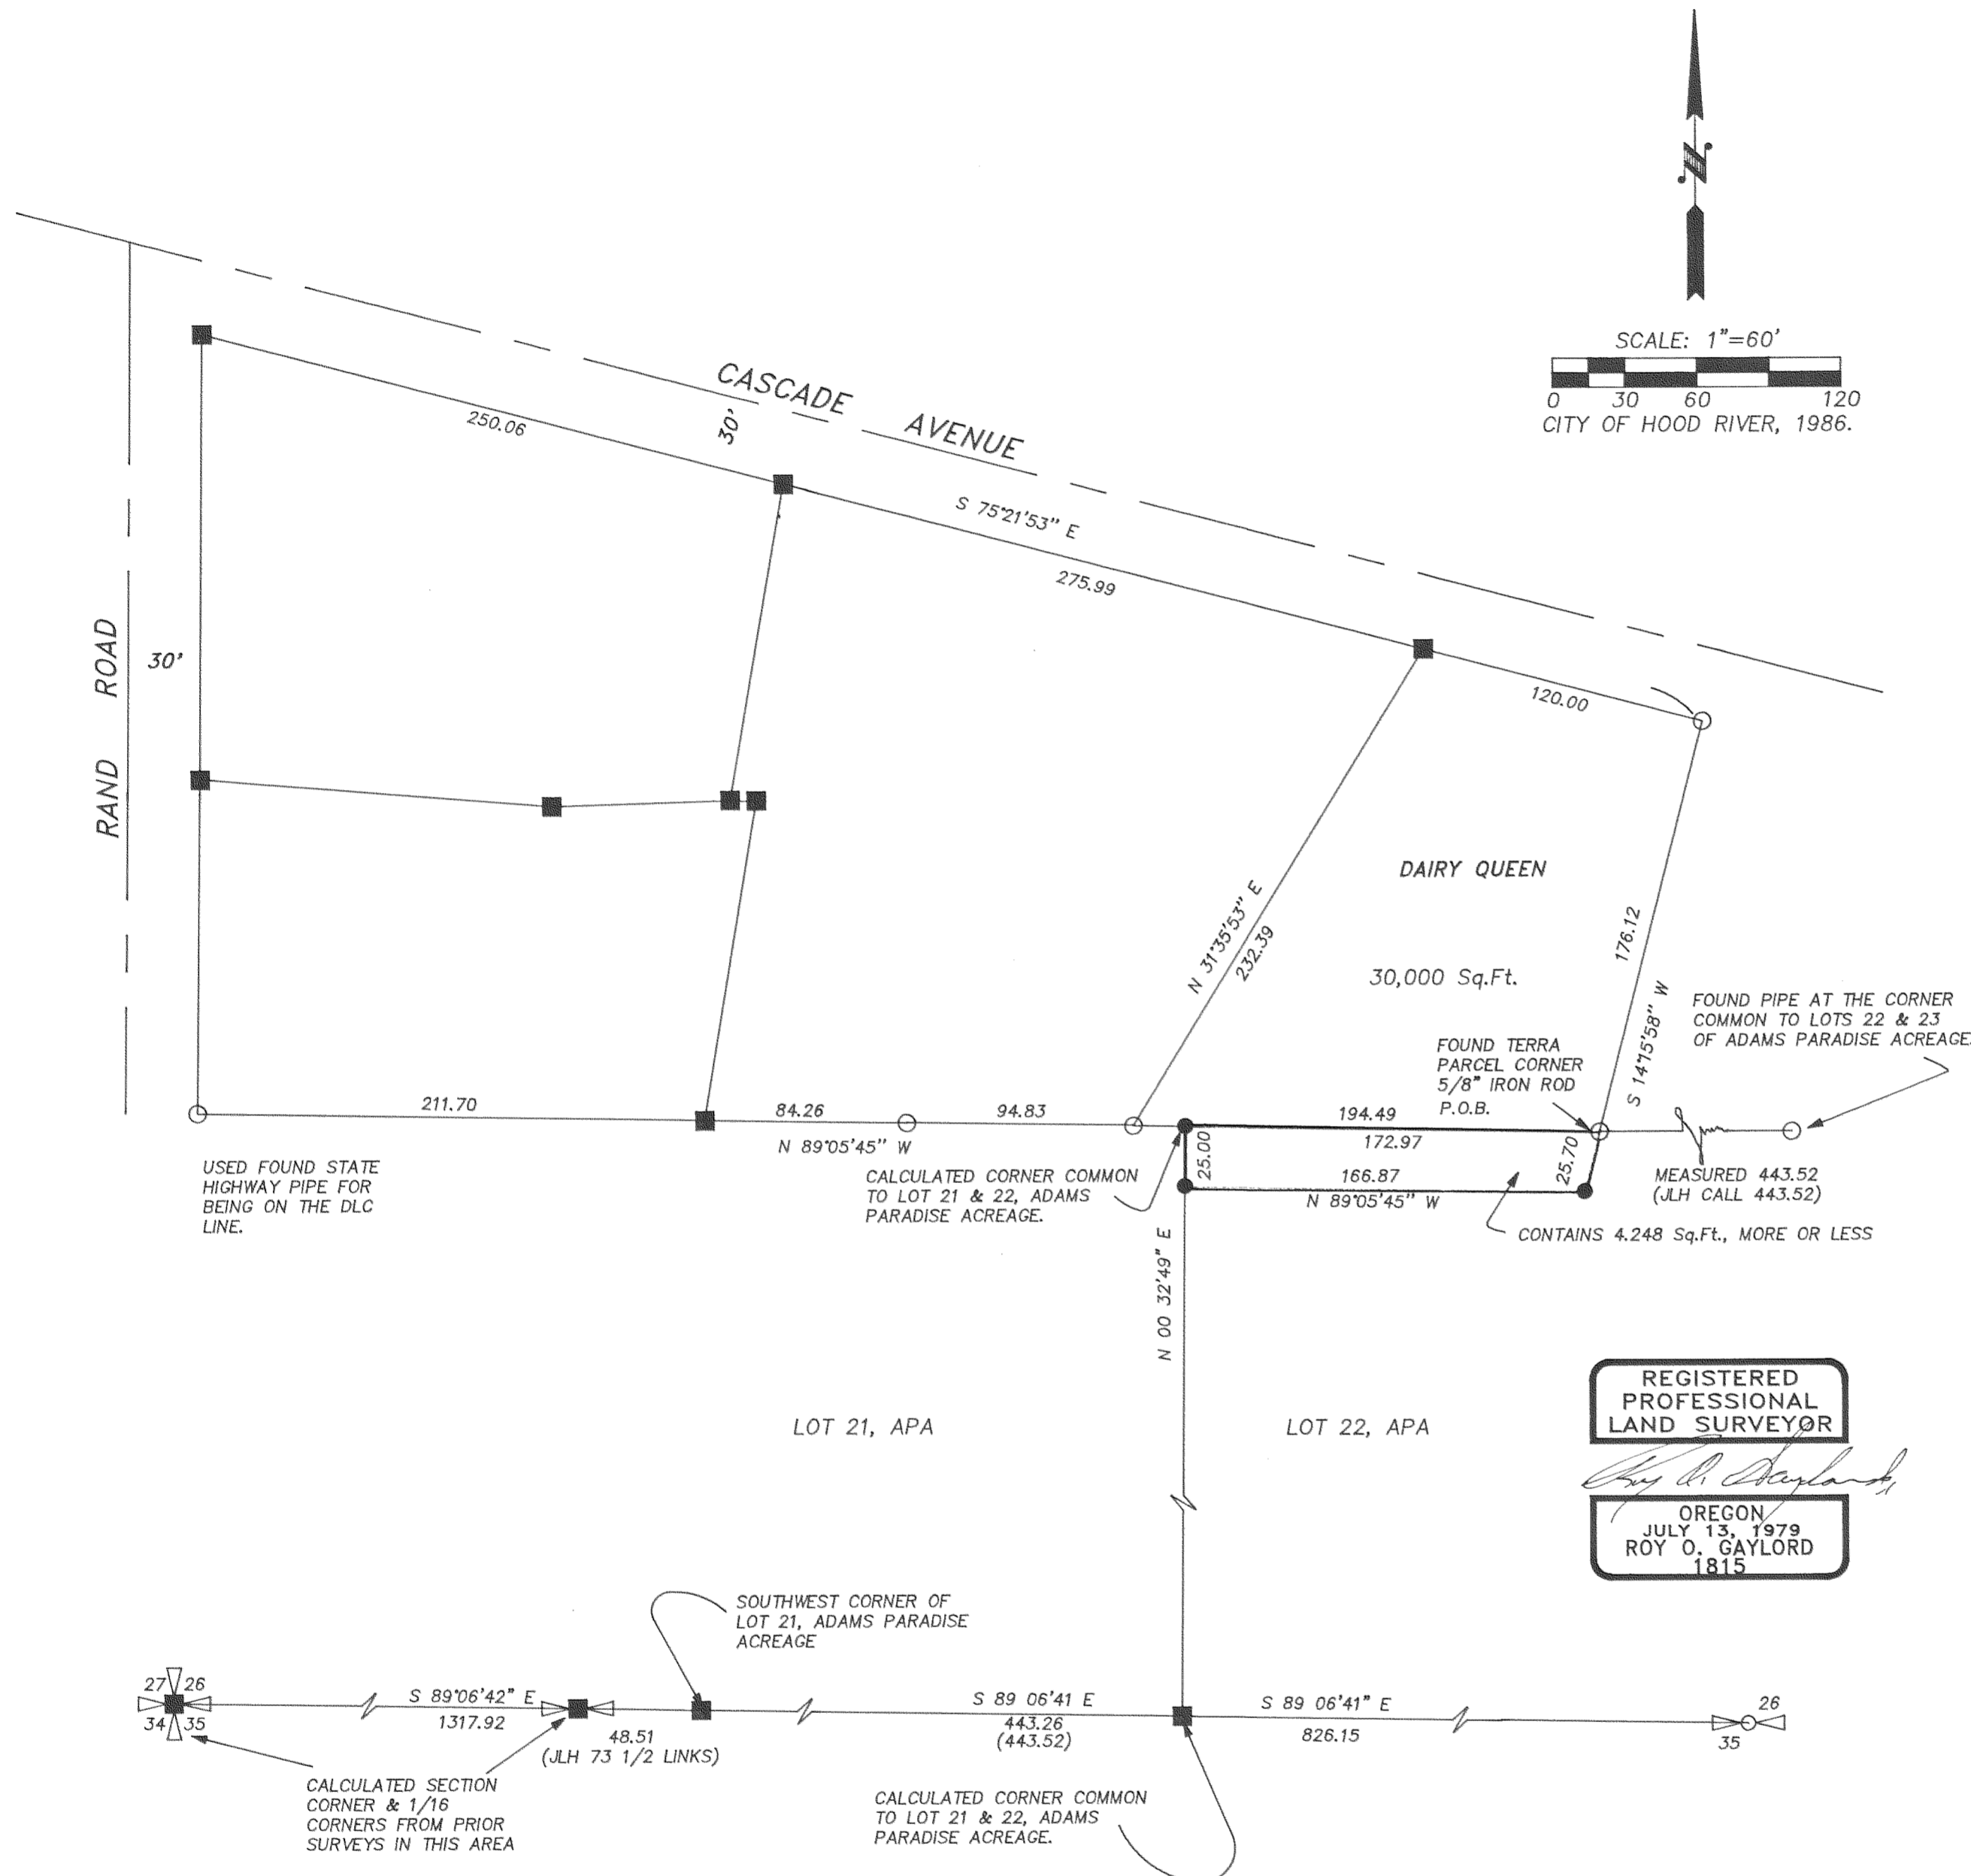 SCALE: 1"=60'
0 30 60 120
CITY OF HOOD RIVER, 1986.
CASCADE AVENUE
30'
250.06
S 75°21'53" E
275.99
120.00
RAND ROAD
30'
DAIRY QUEEN
30,000 Sq.Ft.
N 31°35'53" E
232.39
176.12
S 14°15'58" W
FOUND PIPE AT THE CORNER
COMMON TO LOTS 22 & 23
OF ADAMS PARADISE ACREAGE.
FOUND TERRA
PARCEL CORNER
5/8" IRON ROD
P.O.B.
211.70
84.26
94.83
N 89°05'45" W
194.49
172.97
25.00
25.70
166.87
N 89°05'45" W
MEASURED 443.52
(JLH CALL 443.52)
USED FOUND STATE
HIGHWAY PIPE FOR
BEING ON THE DLC
LINE.
CALCULATED CORNER COMMON
TO LOT 21 & 22, ADAMS
PARADISE ACREAGE.
CONTAINS 4.248 Sq.Ft., MORE OR LESS
N 00 32'49" E
LOT 21, APA
LOT 22, APA
REGISTERED
PROFESSIONAL
LAND SURVEYOR
Roy O. Gaylord
OREGON
JULY 13, 1979
ROY O. GAYLORD
1815
SOUTHWEST CORNER OF
LOT 21, ADAMS PARADISE
ACREAGE
27 26
34 35
S 89°06'42" E
1317.92
48.51
(JLH 73 1/2 LINKS)
S 89 06'41 E
443.26
(443.52)
S 89 06'41" E
826.15
26
35
CALCULATED SECTION
CORNER & 1/16
CORNERS FROM PRIOR
SURVEYS IN THIS AREA
CALCULATED CORNER COMMON
TO LOT 21 & 22, ADAMS
PARADISE ACREAGE.